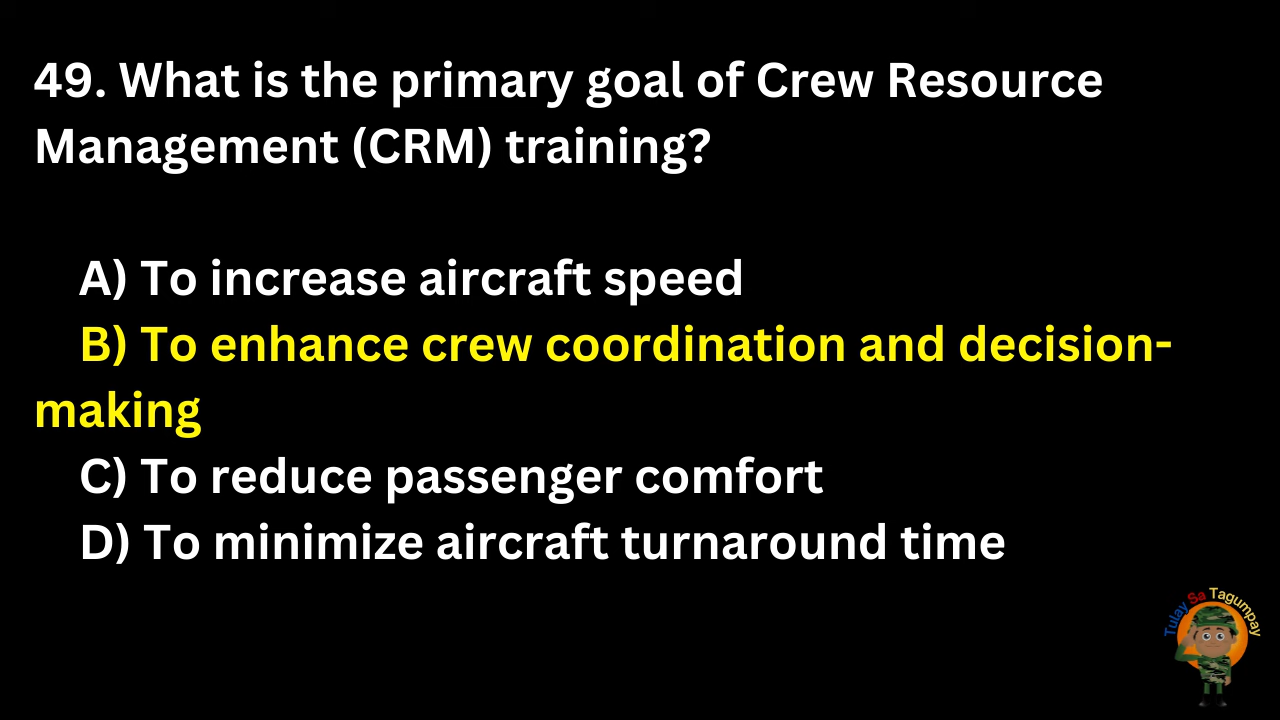 49. What is the primary goal of Crew Resource
Management (CRM) training?
A) To increase aircraft speed
B) To enhance crew coordination and decision-
making
C) To reduce passenger comfort
D) To minimize aircraft turnaround time
Tulay Sa Tagumpay